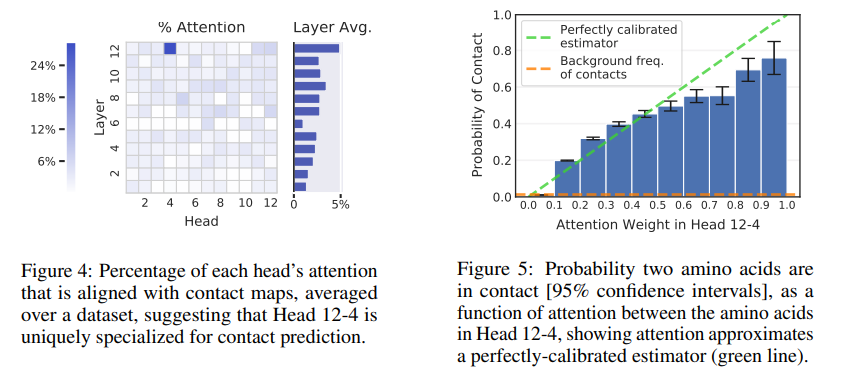 % Attention
Layer Avg.
24%
18%
12%
6%
Layer
12
10
8
6
4
2
2 4 6 8 10 12
Head
0 5%
Figure 4: Percentage of each head's attention
that is aligned with contact maps, averaged
over a dataset, suggesting that Head 12-4 is
uniquely specialized for contact prediction.
Probability of Contact
1.0
0.8
0.6
0.4
0.2
0.0
Perfectly calibrated
estimator
Background freq.
of contacts
0.0 0.1 0.2 0.3 0.4 0.5 0.6 0.7 0.8 0.9 1.0
Attention Weight in Head 12-4
Figure 5: Probability two amino acids are
in contact [95% confidence intervals], as a
function of attention between the amino acids
in Head 12-4, showing attention approximates
a perfectly-calibrated estimator (green line).